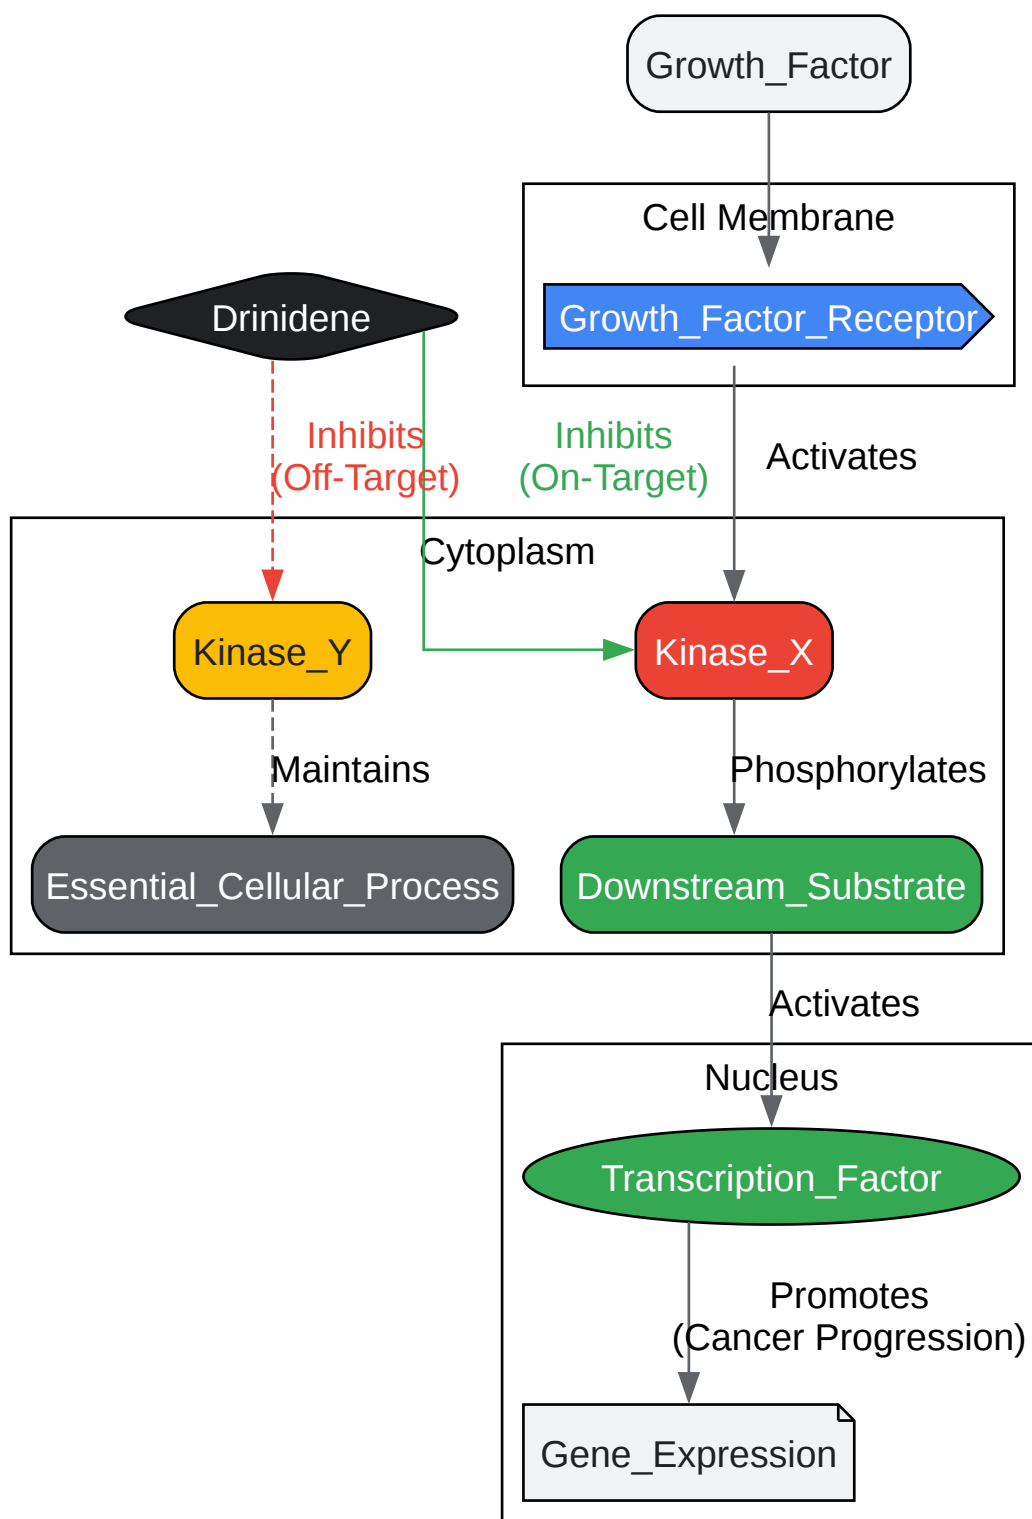 Growth_Factor
Cell Membrane
Growth_Factor_Receptor
Drinidene
Inhibits
(Off-Target)
Inhibits
(On-Target)
Activates
Cytoplasm
Kinase_Y
Kinase_X
Maintains
Phosphorylates
Essential_Cellular_Process
Downstream_Substrate
Activates
Nucleus
Transcription_Factor
Promotes
(Cancer Progression)
Gene_Expression